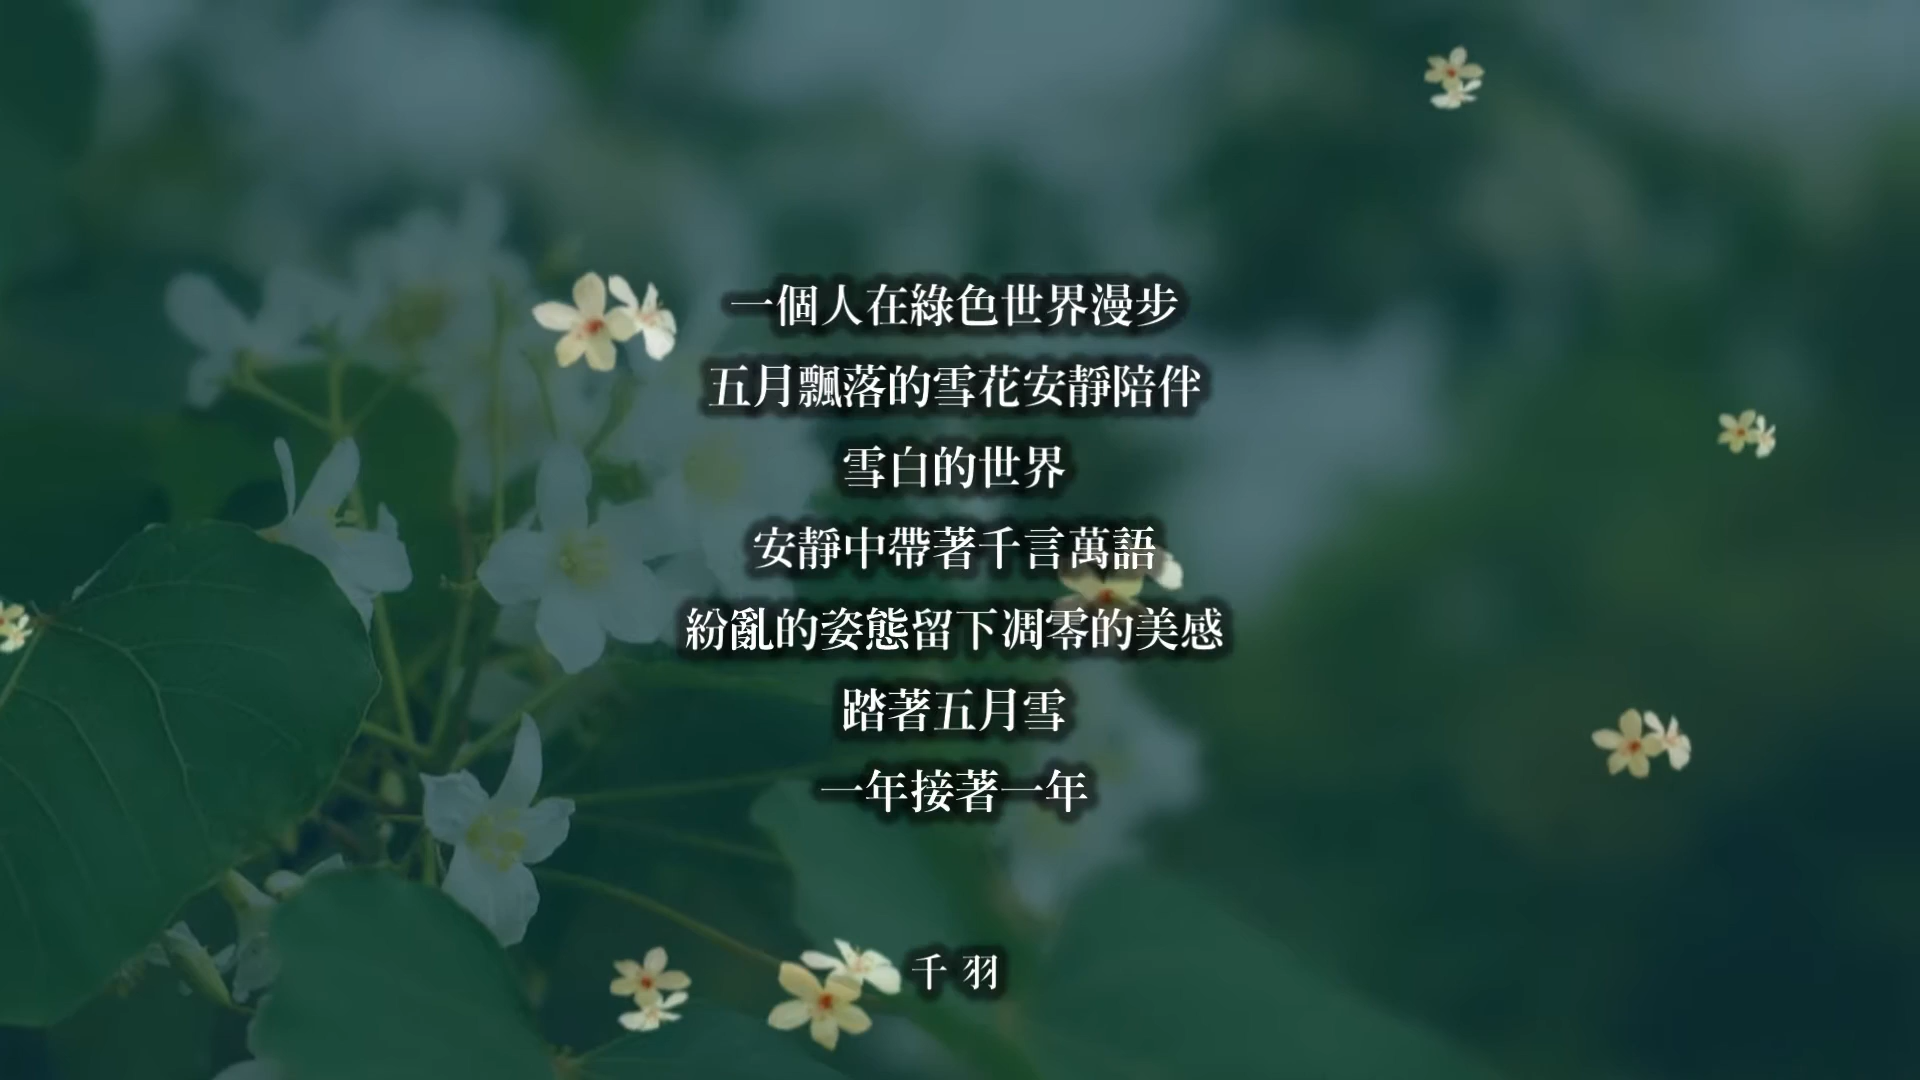 一個人在綠色世界漫步
五月飄落的雪花安靜陪伴
雪白的世界
安靜中帶著千言萬語
紛亂的姿態留下凋零的美感
踏著五月雪
一年接著一年
千羽